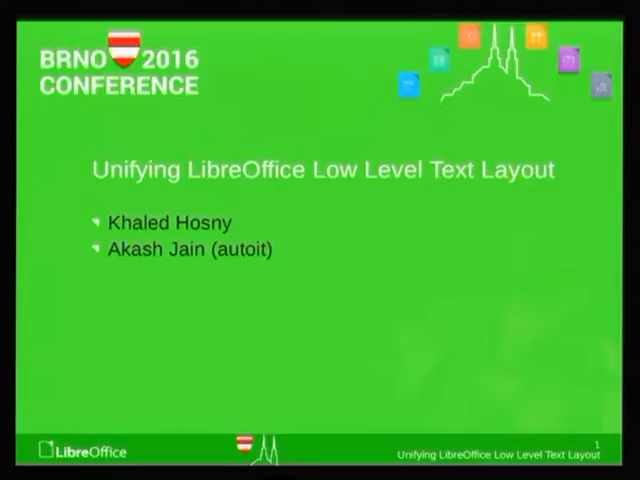 BRNO 2016
CONFERENCE
Unifying LibreOffice Low Level Text Layout
Khaled Hosny
Akash Jain (autoit)
LibreOffice
1
Unifying LibreOffice Low Level Text Layout